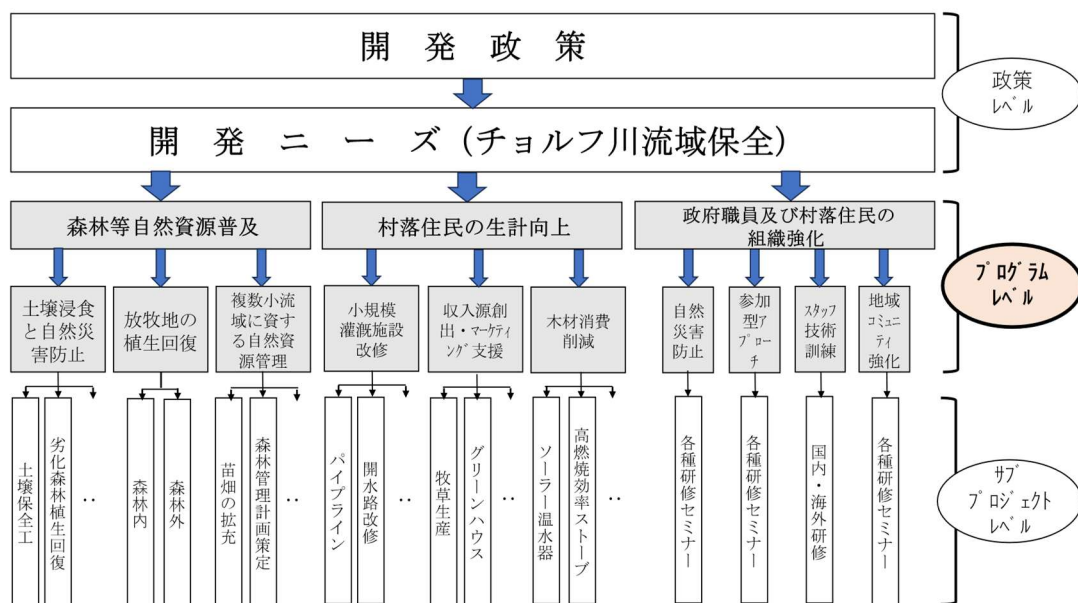 開 発 政 策
政策
ﾚﾍﾞﾙ
開 発 ニ ー ズ (チョルフ川流域保全)
森林等自然資源普及
村落住民の生計向上
政府職員及び村落住民の
組織強化
ﾌﾟﾛｸﾞﾗﾑ
ﾚﾍﾞﾙ
土壌浸食
と自然災
害防止
放牧地の
植生回復
複数小流
域に資す
る自然資
源管理
小規模
灌漑施設
改修
収入源創
出・ﾏｰｹﾃｨ
ﾝｸﾞ支援
木材消費
削減
自然
災害
防止
参加
型ｱ
ﾌﾟﾛｰ
ﾁ
ｽﾀｯﾌ
技術
訓練
地域
ｺﾐｭﾆ
ﾃｨ
強化
土壌保全工
劣化森林植生回復
‥
森林内
森林外
苗畑の拡充
森林管理計画策定
‥
パイプライン
開水路改修
‥
牧草生産
グリーンハウス
‥
ソーラー温水器
高燃焼効率ストーブ
‥
各種研修セミナー
各種研修セミナー
国内・海外研修
各種研修セミナー
ｻﾌﾞ
ﾌﾟﾛｼﾞｪｸﾄ
ﾚﾍﾞﾙ